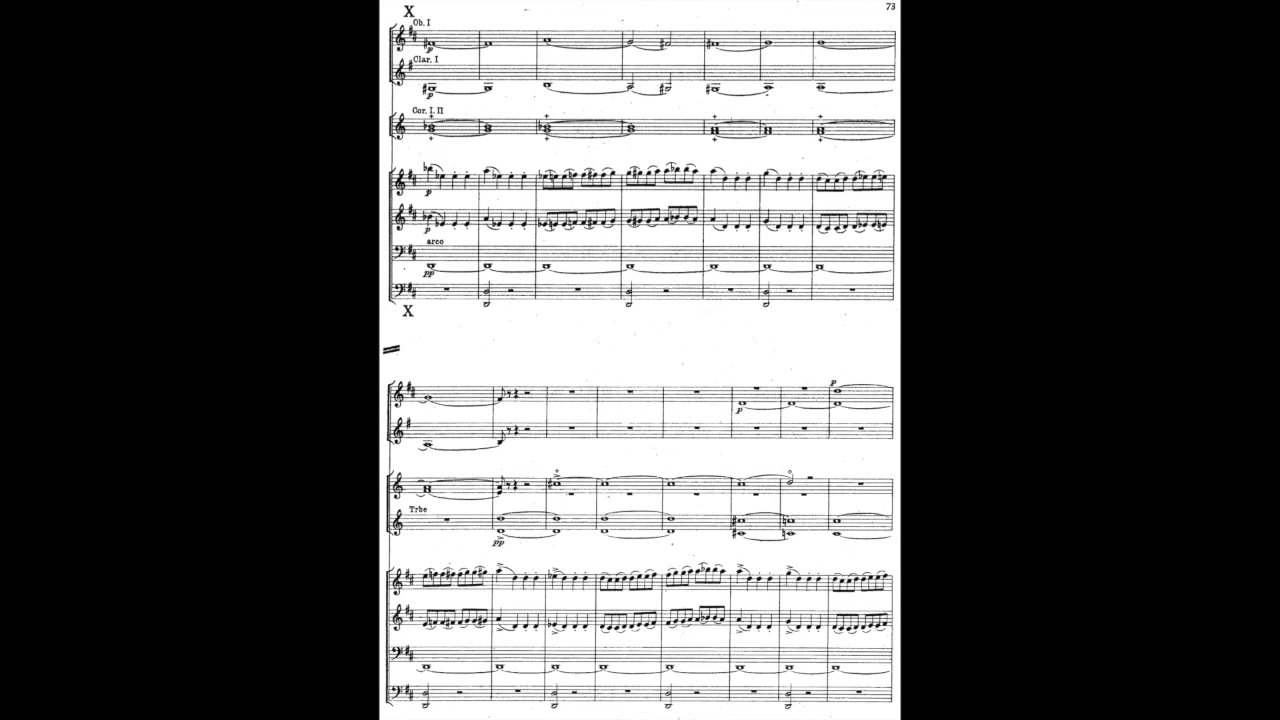 X
73
Ob. I
p
Clar. I
p
Cor. I. II
p
p
arco
pp
X
p
p
Trbe
pp